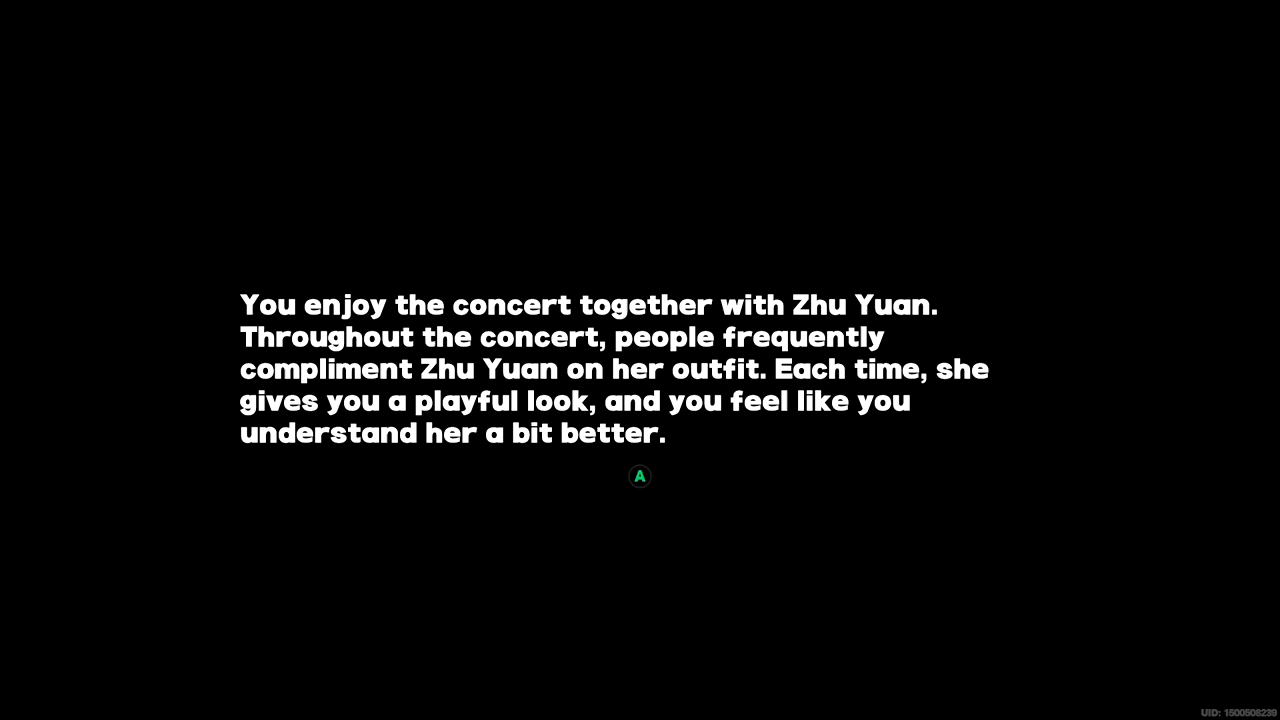 You enjoy the concert together with Zhu Yuan.
Throughout the concert, people frequently
compliment Zhu Yuan on her outfit. Each time, she
gives you a playful look, and you feel like you
understand her a bit better.
A
UID: 1500508239